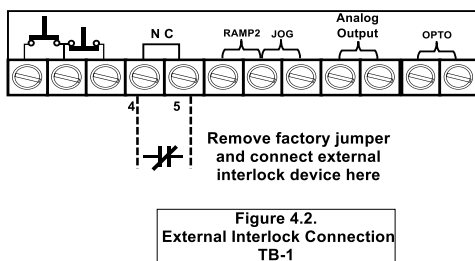 N C
RAMP2 JOG
Analog
Output
OPTO
4 5
Remove factory jumper
and connect external
interlock device here
Figure 4.2.
External Interlock Connection
TB-1